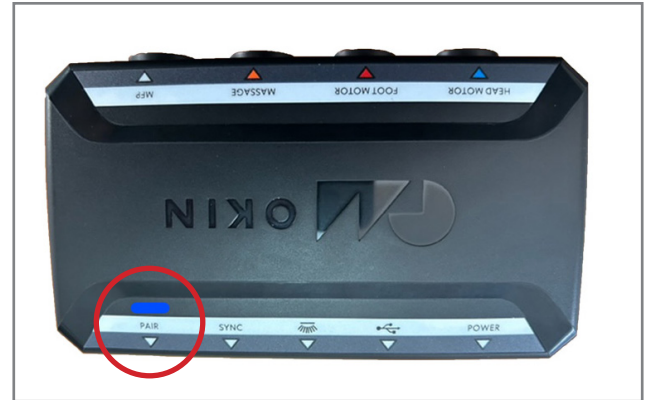 MFP MASSAGE FOOT MOTOR HEAD MOTOR
OKIN
PAIR SYNC POWER